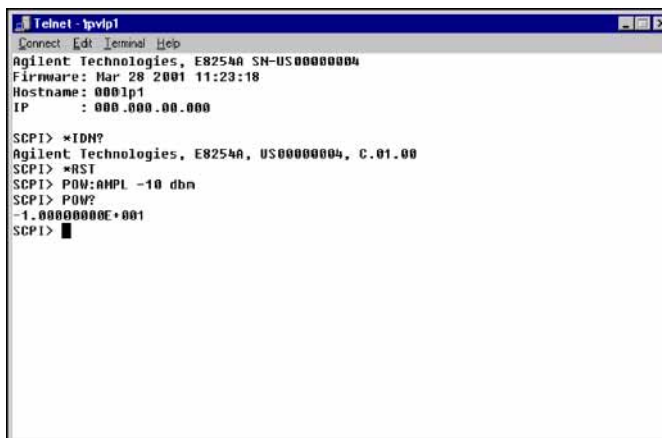 Telnet - tpvlp1
Connect Edit Terminal Help
Agilent Technologies, E8254A SN-US00000004
Firmware: Mar 28 2001 11:23:18
Hostname: 000lp1
IP : 000.000.00.000
SCPI> *IDN?
Agilent Technologies, E8254A, US00000004, C.01.00
SCPI> *RST
SCPI> POW:AMPL -10 dbm
SCPI> POW?
-1.00000000E+001
SCPI>